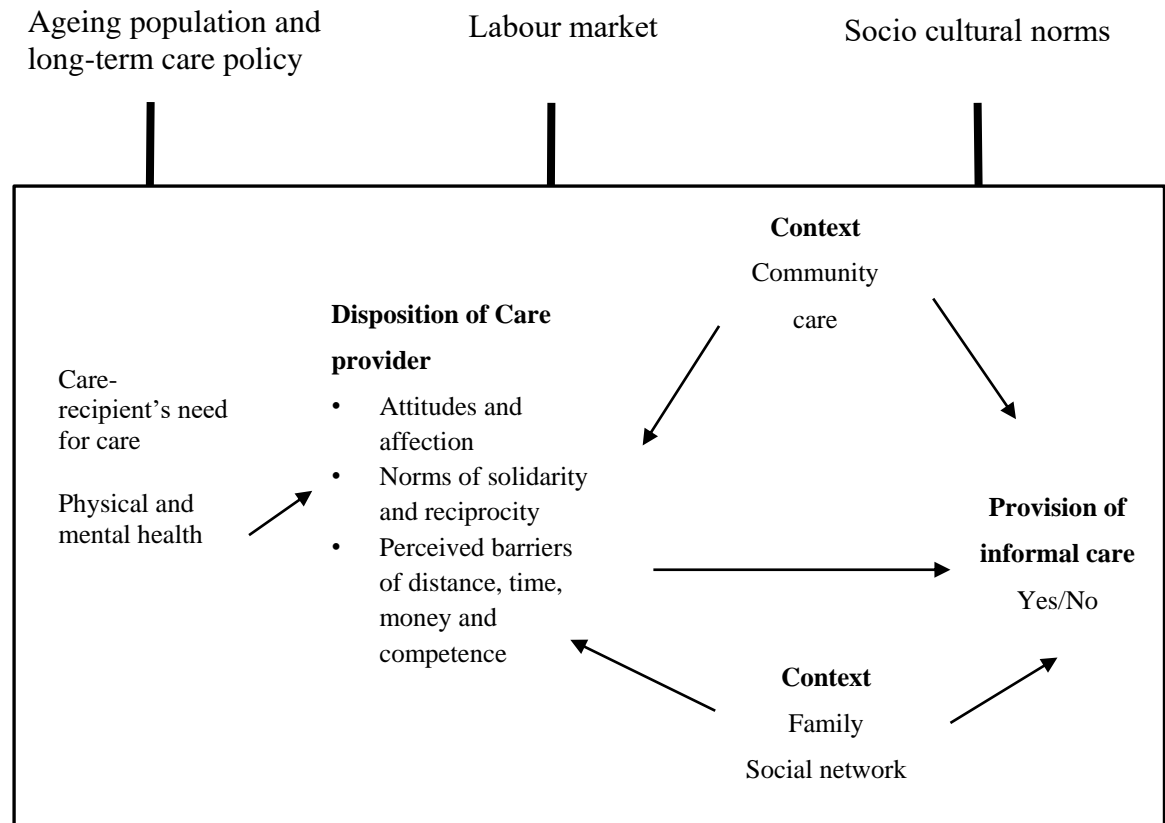 Ageing population and
long-term care policy
Labour market
Socio cultural norms
Context
Community
care
Disposition of Care
provider
• Attitudes and
affection
• Norms of solidarity
and reciprocity
• Perceived barriers
of distance, time,
money and
competence
Care-
recipient’s need
for care
Physical and
mental health
Provision of
informal care
Yes/No
Context
Family
Social network